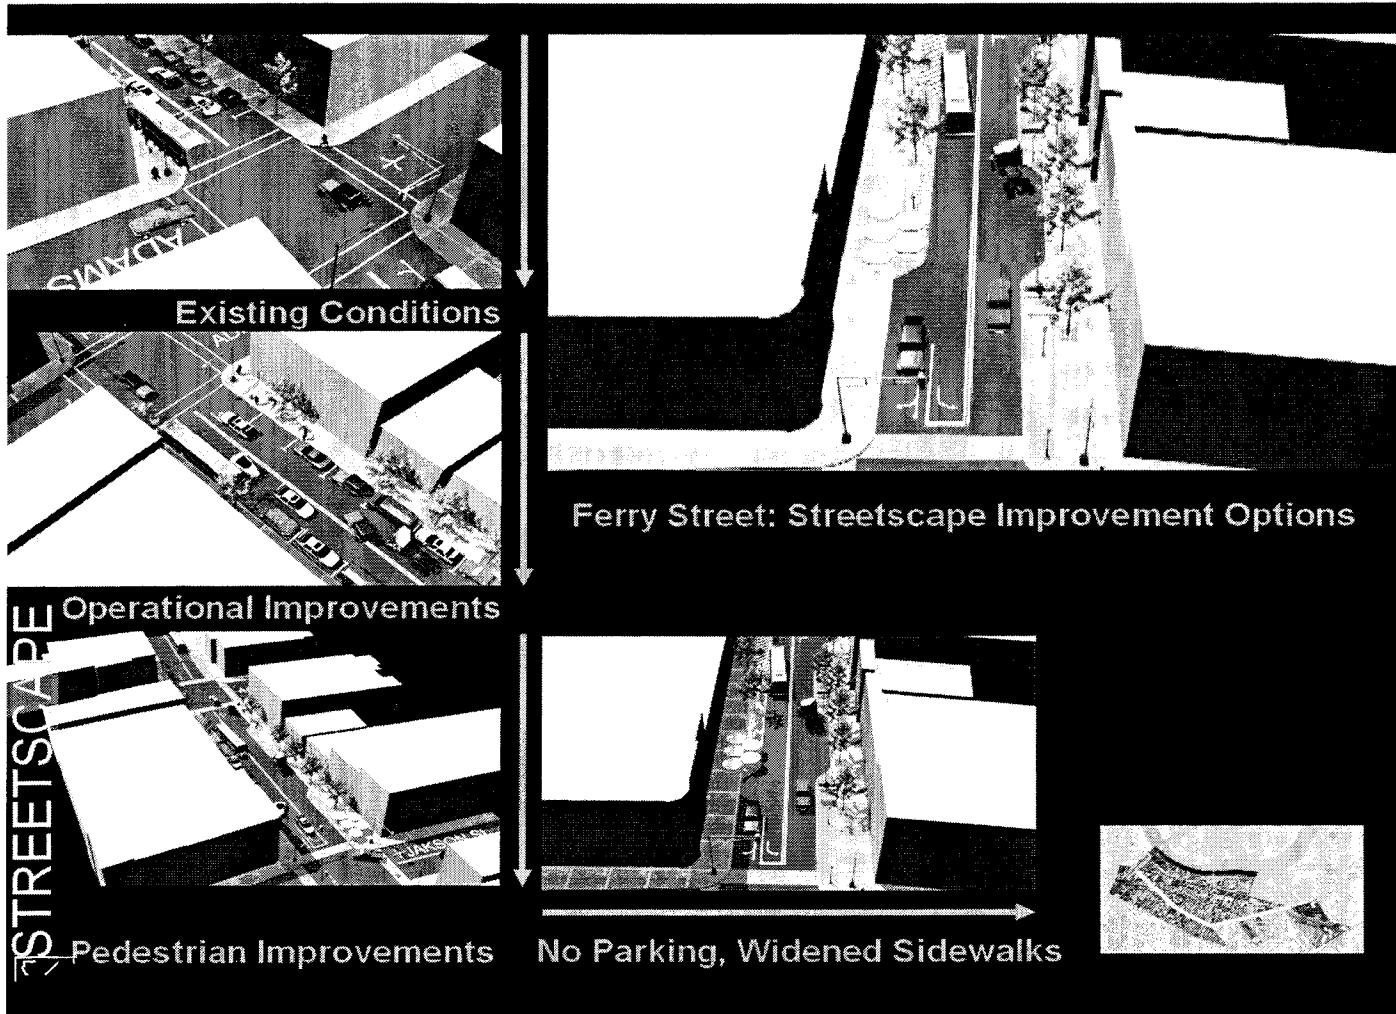 ADAMS
Existing Conditions
Ferry Street: Streetscape Improvement Options
Operational Improvements
STREETSCAPE
Pedestrian Improvements
No Parking, Widened Sidewalks